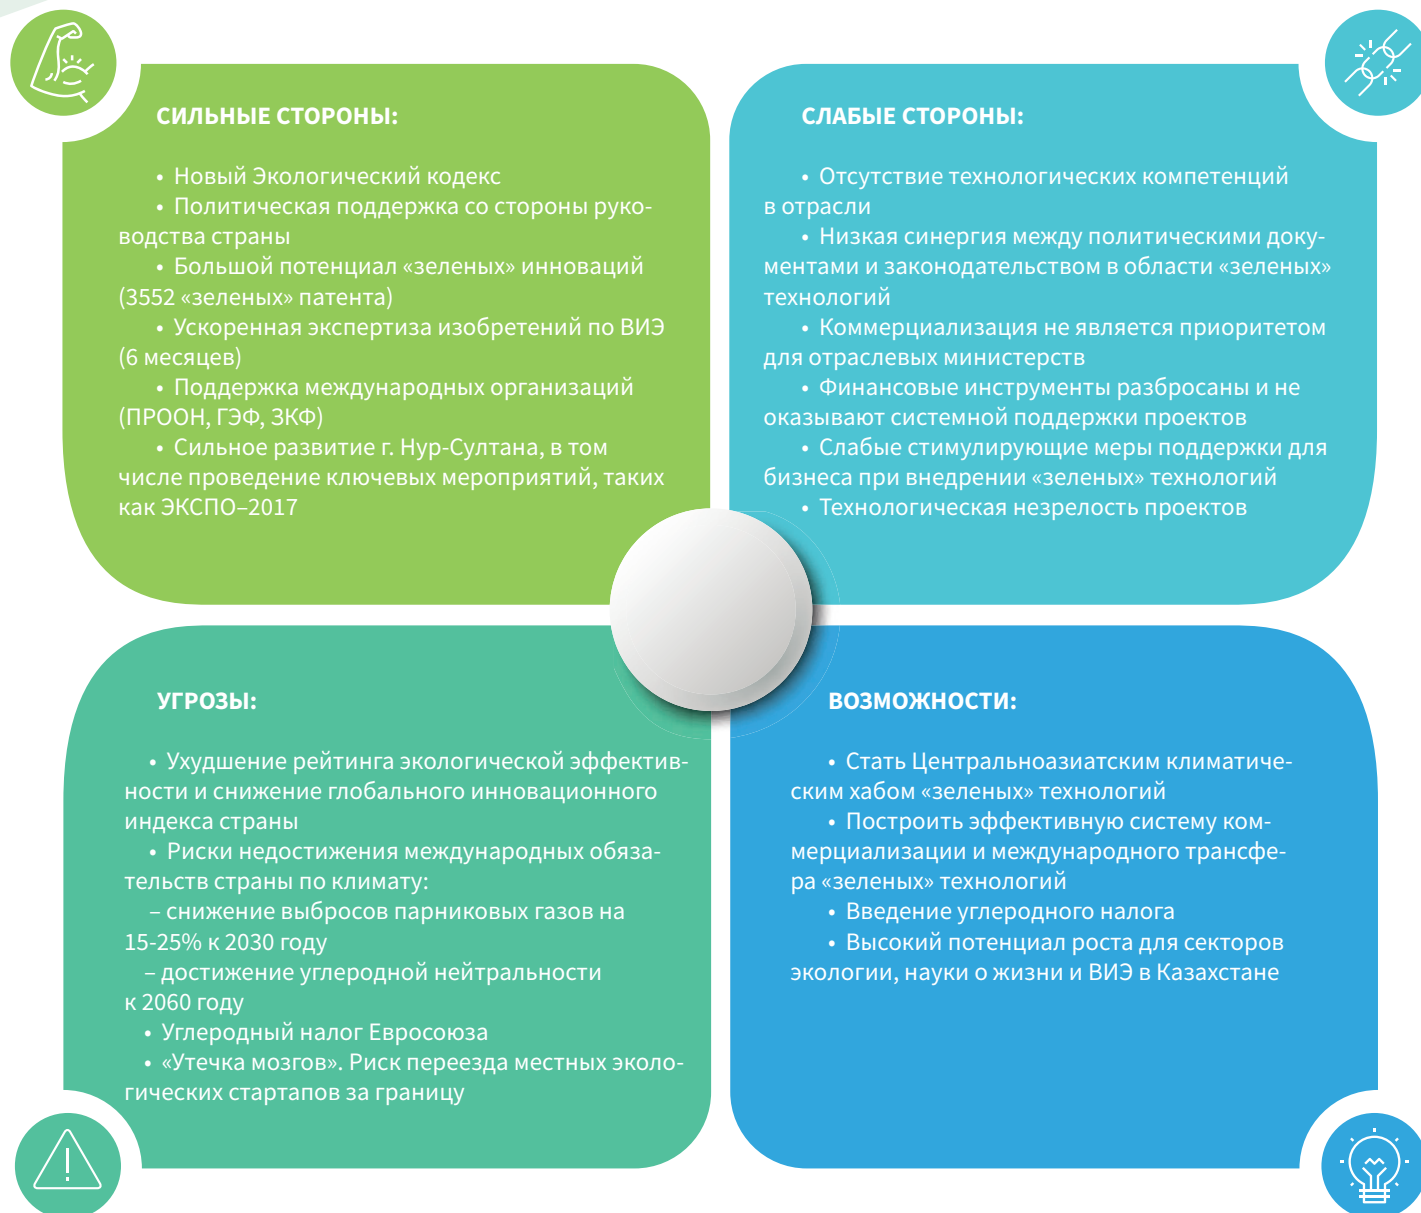 СИЛЬНЫЕ СТОРОНЫ:
• Новый Экологический кодекс
• Политическая поддержка со стороны руко-
водства страны
• Большой потенциал «зеленых» инноваций
(3552 «зеленых» патента)
• Ускоренная экспертиза изобретений по ВИЭ
(6 месяцев)
• Поддержка международных организаций
(ПРООН, ГЭФ, ЗКФ)
• Сильное развитие г. Нур-Султана, в том
числе проведение ключевых мероприятий, таких
как ЭКСПО–2017
СЛАБЫЕ СТОРОНЫ:
• Отсутствие технологических компетенций
в отрасли
• Низкая синергия между политическими доку-
ментами и законодательством в области «зеленых»
технологий
• Коммерциализация не является приоритетом
для отраслевых министерств
• Финансовые инструменты разбросаны и не
оказывают системной поддержки проектов
• Слабые стимулирующие меры поддержки для
бизнеса при внедрении «зеленых» технологий
• Технологическая незрелость проектов
УГРОЗЫ:
• Ухудшение рейтинга экологической эффектив-
ности и снижение глобального инновационного
индекса страны
• Риски недостижения международных обяза-
тельств страны по климату:
– снижение выбросов парниковых газов на
15-25% к 2030 году
– достижение углеродной нейтральности
к 2060 году
• Углеродный налог Евросоюза
• «Утечка мозгов». Риск переезда местных эколо-
гических стартапов за границу
ВОЗМОЖНОСТИ:
• Стать Центральноазиатским климатиче-
ским хабом «зеленых» технологий
• Построить эффективную систему ком-
мерциализации и международного трансфе-
ра «зеленых» технологий
• Введение углеродного налога
• Высокий потенциал роста для секторов
экологии, науки о жизни и ВИЭ в Казахстане